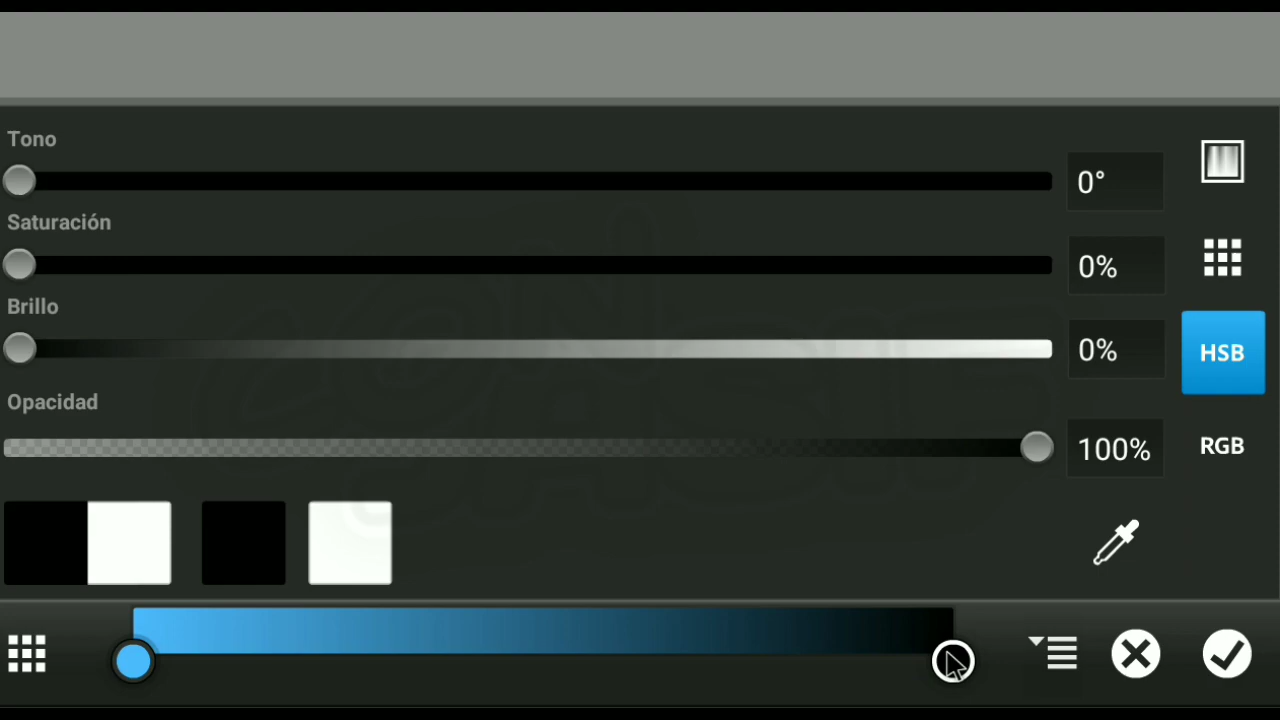 Tono
0°
Saturación
0%
Brillo
0%
HSB
Opacidad
100%
RGB